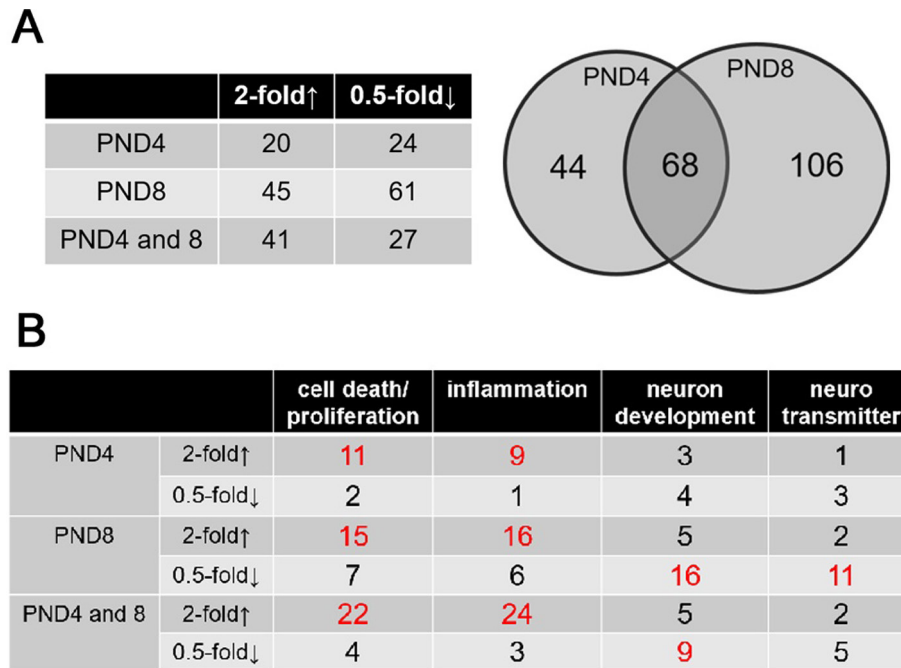 A
2-fold↑ 0.5-fold↓
PND4 20 24
PND8 45 61
PND4 and 8 41 27
PND4 PND8
44 68 106
B
cell death/ inflammation neuron neuro
proliferation development transmitter
PND4 2-fold↑ 11 9 3 1
0.5-fold↓ 2 1 4 3
PND8 2-fold↑ 15 16 5 2
0.5-fold↓ 7 6 16 11
PND4 and 8 2-fold↑ 22 24 5 2
0.5-fold↓ 4 3 9 5